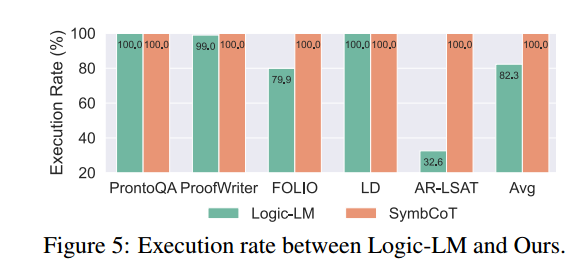 Execution Rate (%)
100
80
60
40
20
100.0 100.0
99.0 100.0
79.9 100.0
100.0 100.0
32.6 100.0
82.3 100.0
ProntoQA ProofWriter FOLIO LD AR-LSAT Avg
Logic-LM SymbCoT
Figure 5: Execution rate between Logic-LM and Ours.